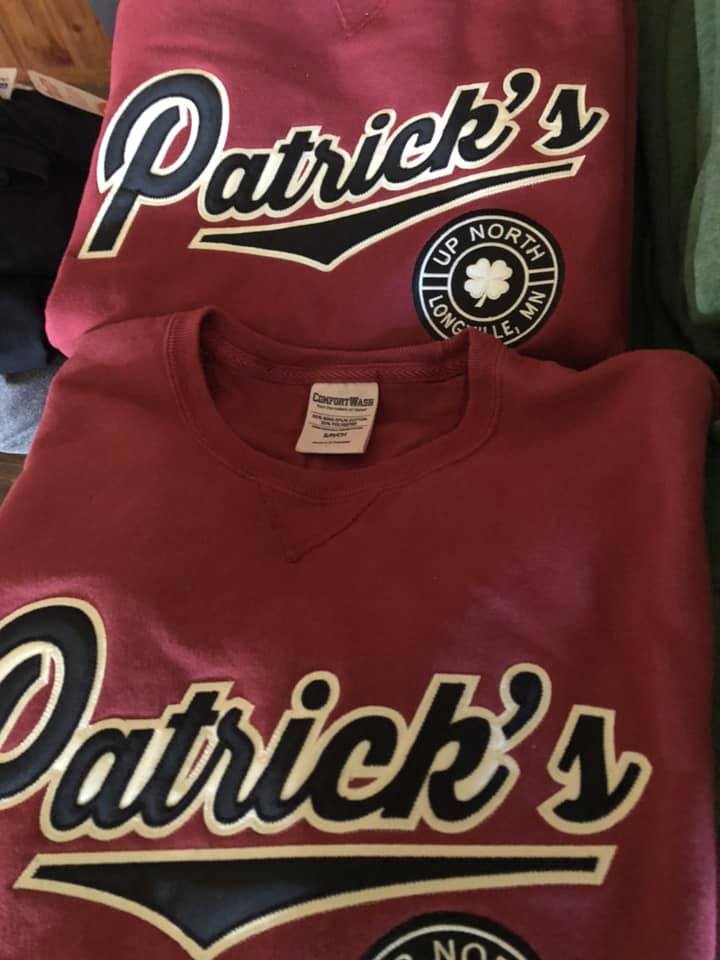 Patrick's
UP NORTH
LONGVILLE, MN
COMFORTWASH
Patrick's